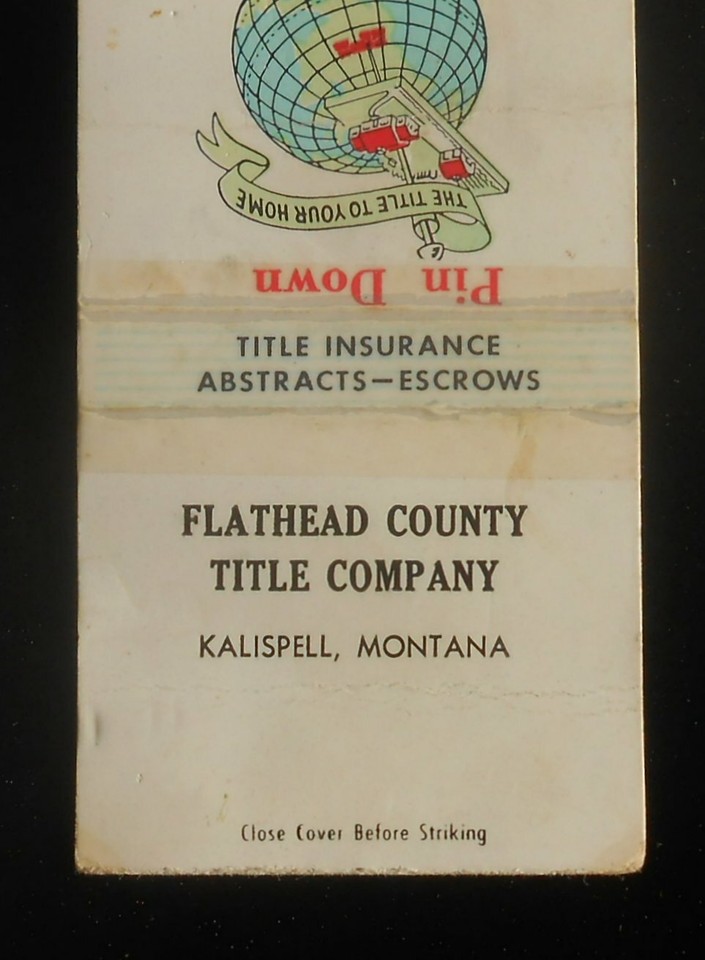 THE TITLE TO YOUR HOME
Pin Down
TITLE INSURANCE
ABSTRACTS—ESCROWS
FLATHEAD COUNTY
TITLE COMPANY
KALISPELL, MONTANA
Close Cover Before Striking